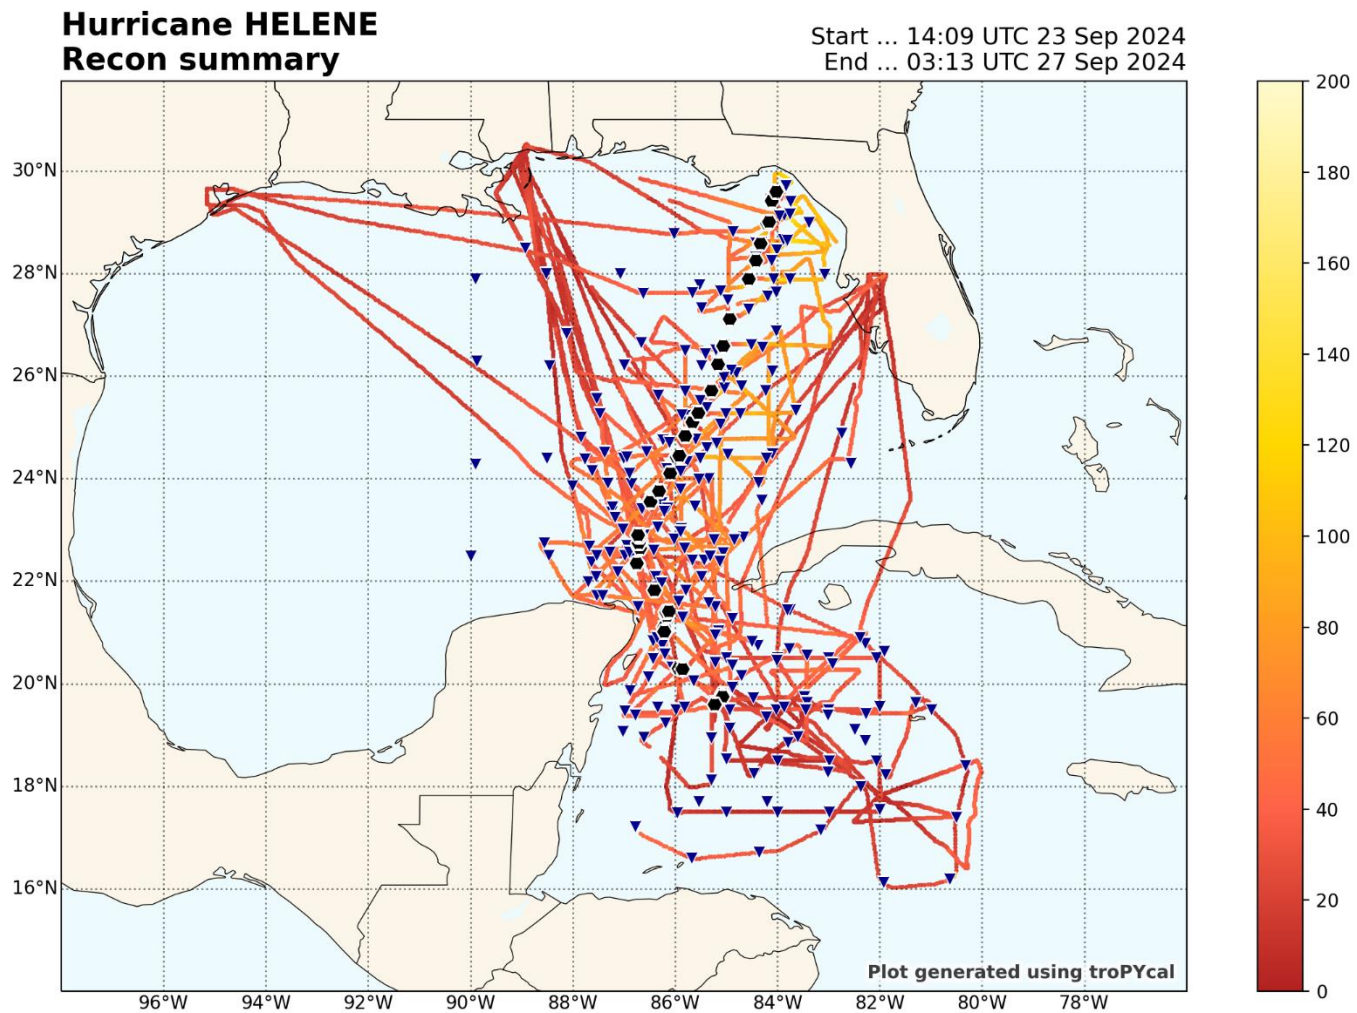 Hurricane HELENE
Recon summary
Start ... 14:09 UTC 23 Sep 2024
End ... 03:13 UTC 27 Sep 2024
30°N
28°N
26°N
24°N
22°N
20°N
18°N
16°N
96°W 94°W 92°W 90°W 88°W 86°W 84°W 82°W 80°W 78°W
Plot generated using troPYcal
200
180
160
140
120
100
80
60
40
20
0